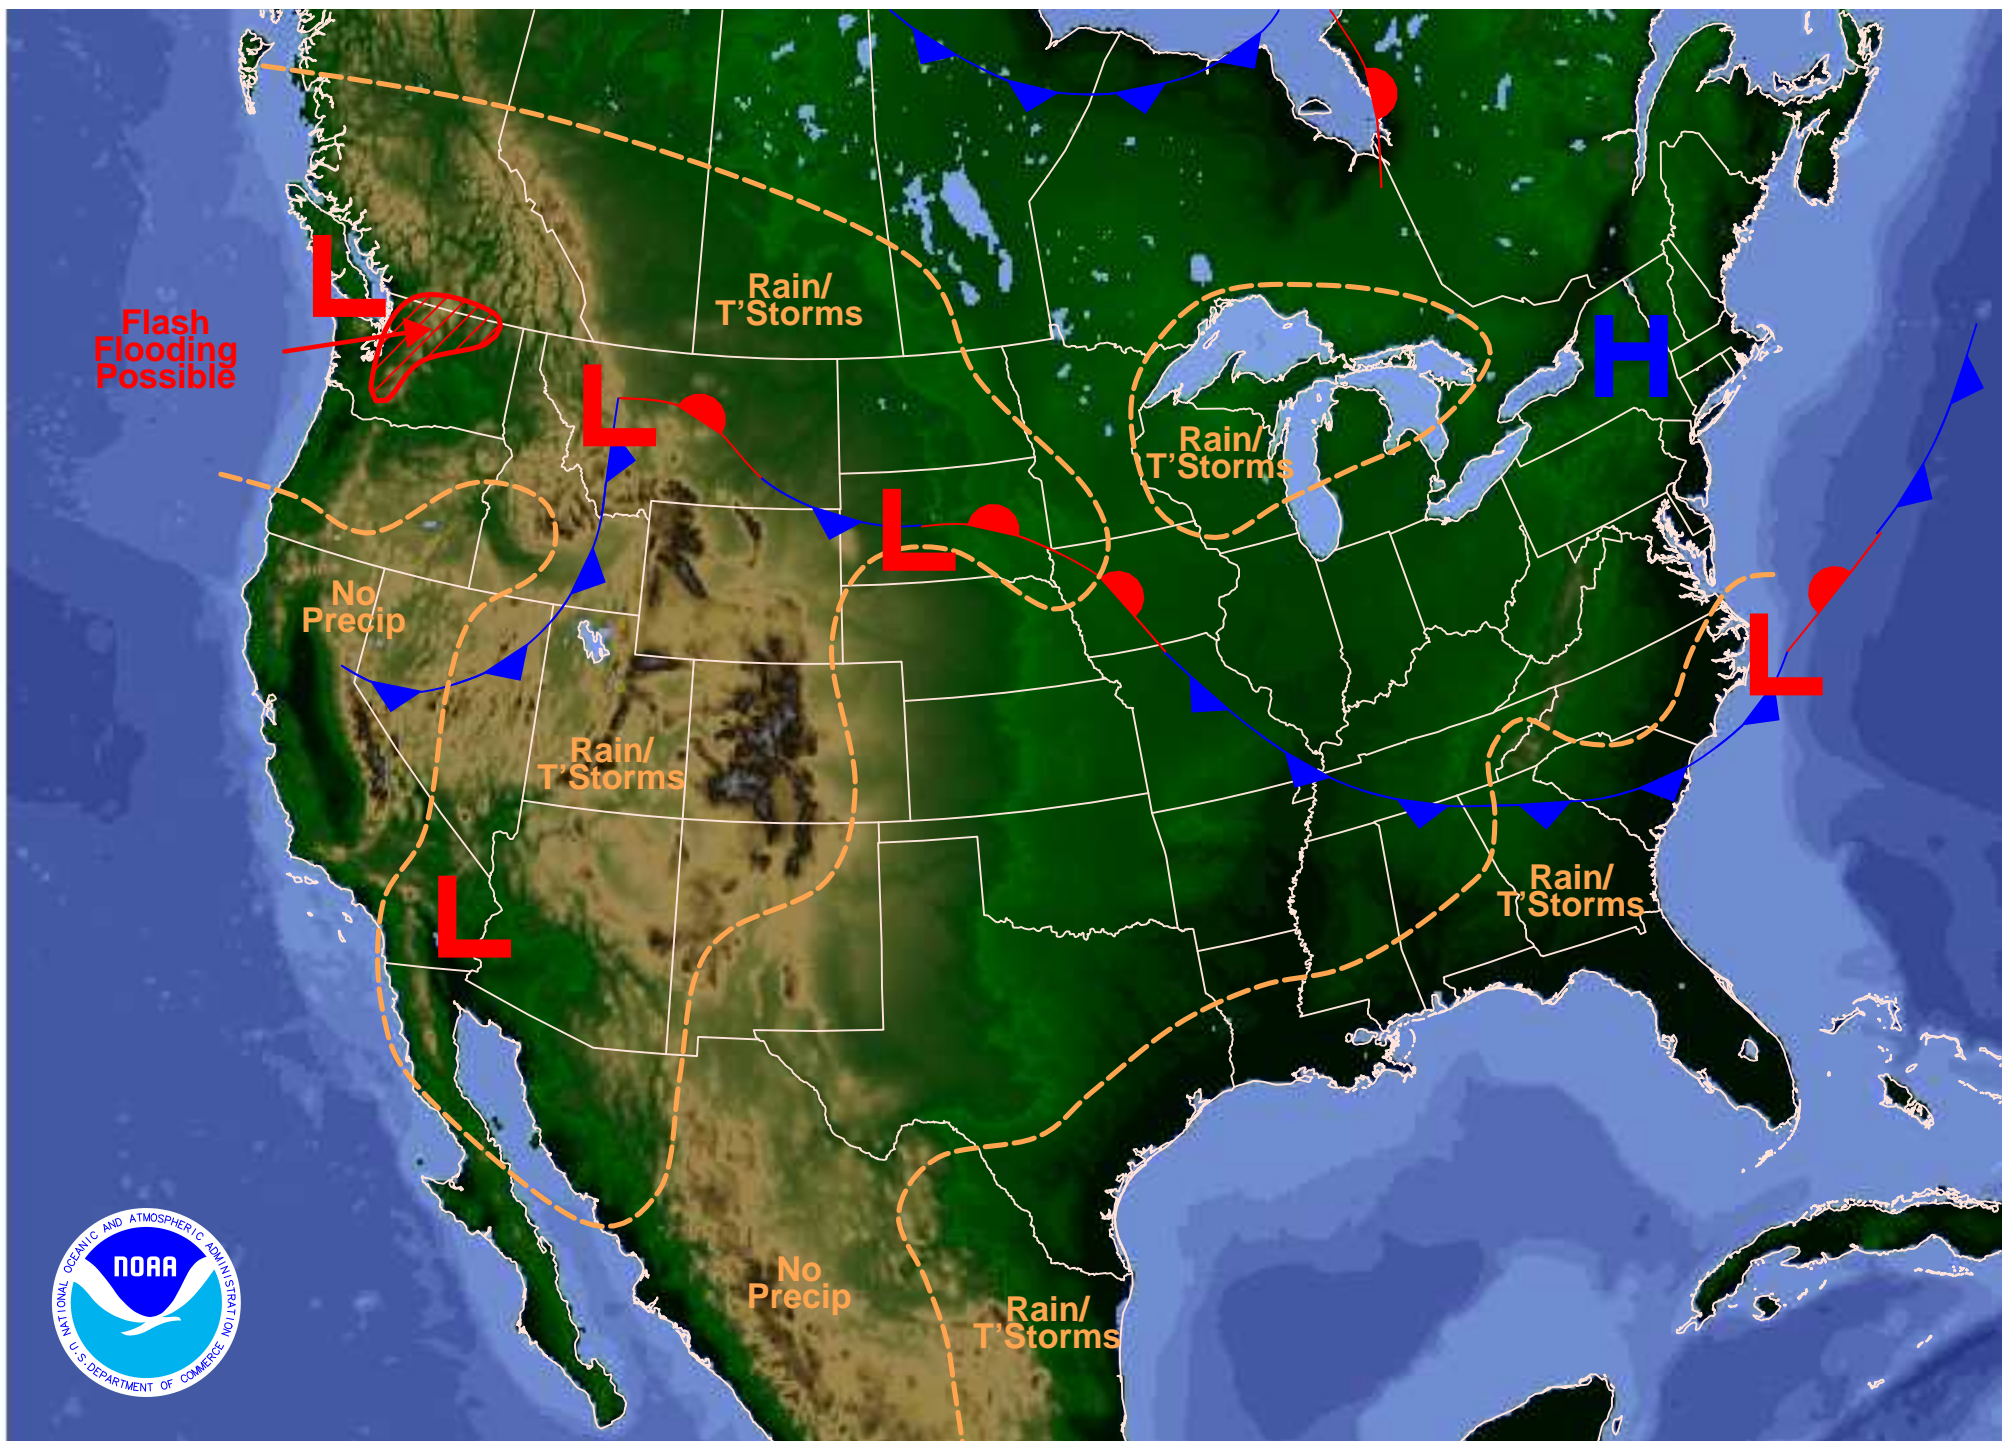 L
Rain/
T'Storms
Flash
Flooding
Possible
H
L
Rain/
T'Storms
L
No
Precip
L
Rain/
T'Storms
Rain/
T'Storms
L
No
Precip
Rain/
T'Storms
NATIONAL OCEANIC AND ATMOSPHERIC ADMINISTRATION
NOAA
U.S. DEPARTMENT OF COMMERCE